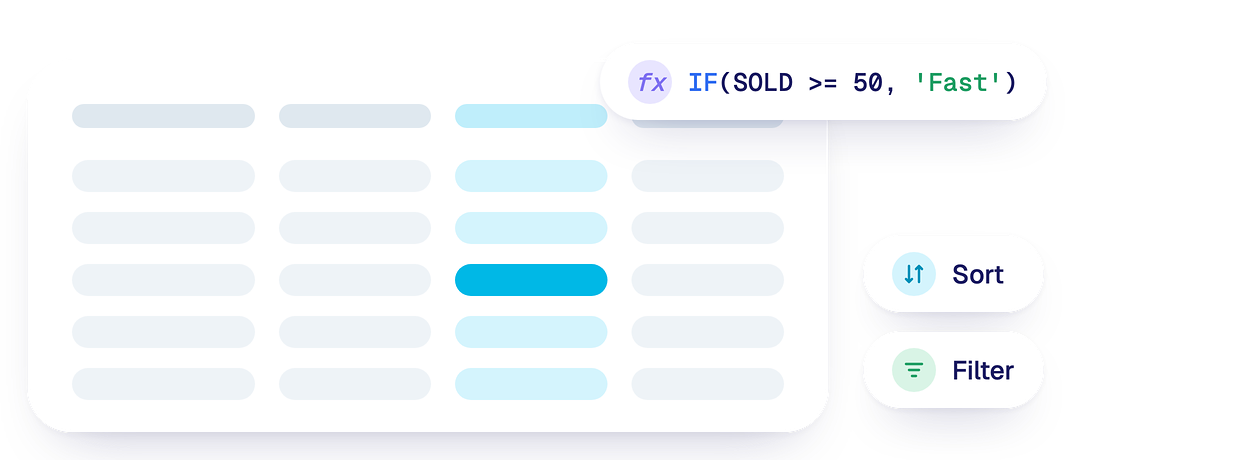 fx IF(SOLD >= 50, 'Fast')
Sort
Filter